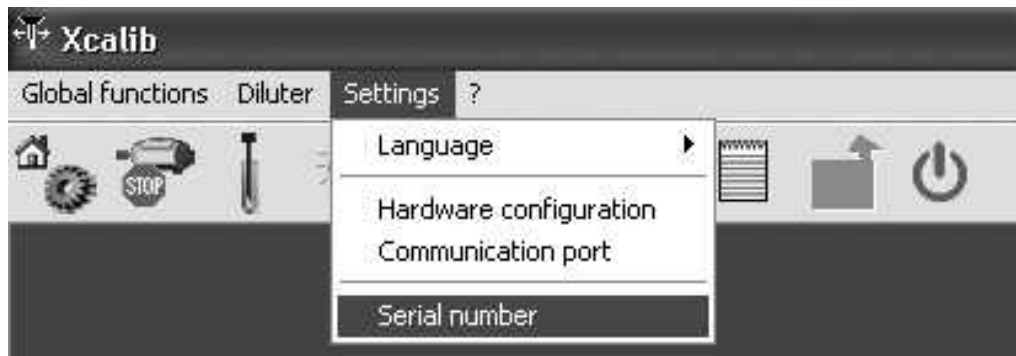 Xcalib
Global functions Diluter Settings ?
Language
STOP
Hardware configuration
Communication port
Serial number